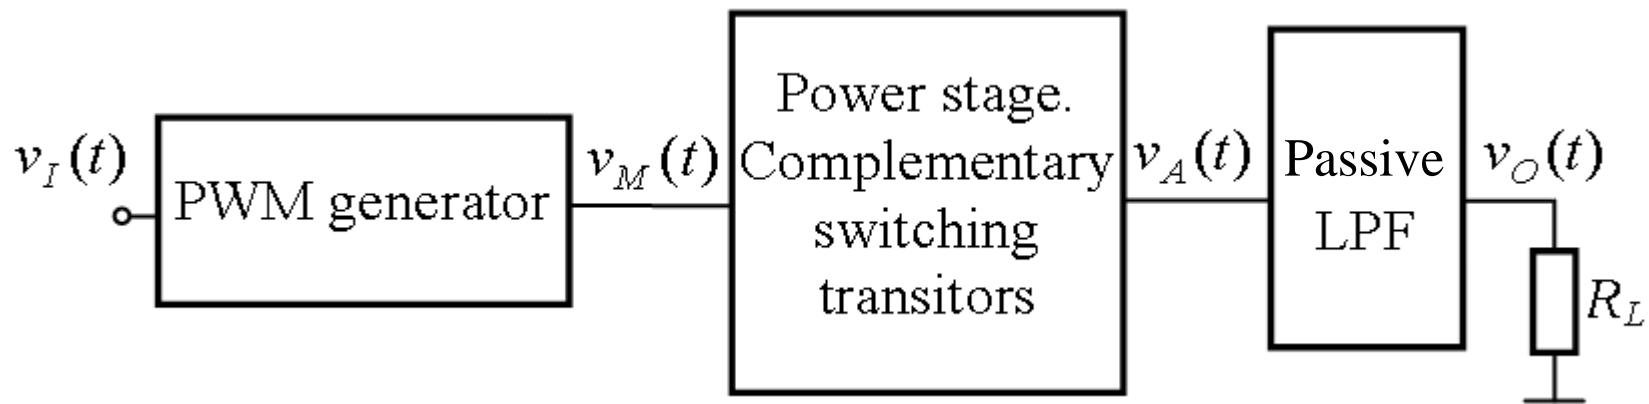 v_I(t)
PWM generator
v_M(t)
Power stage.
Complementary
switching
transitors
v_A(t)
Passive
LPF
v_O(t)
R_L